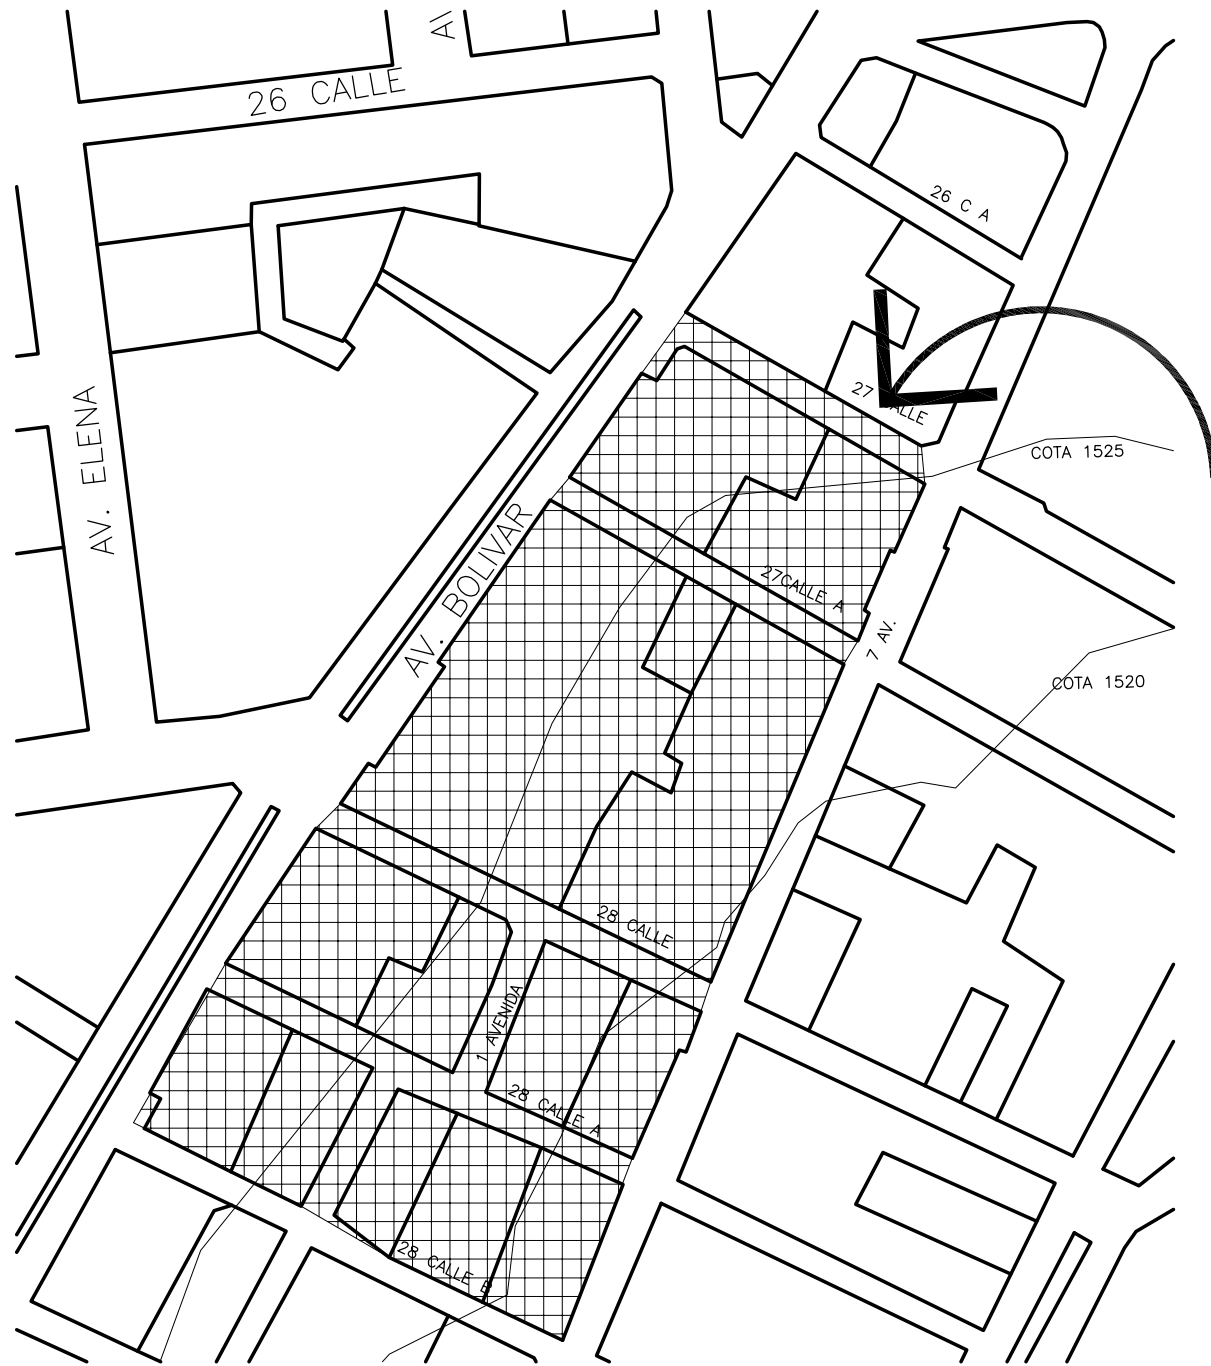 AV
26 CALLE
26 C A
AV. ELENA
27 CALLE
COTA 1525
AV. BOLIVAR
27CALLE A
7 AV.
COTA 1520
28 CALLE
1 AVENIDA
28 CALLE A
28 CALLE B